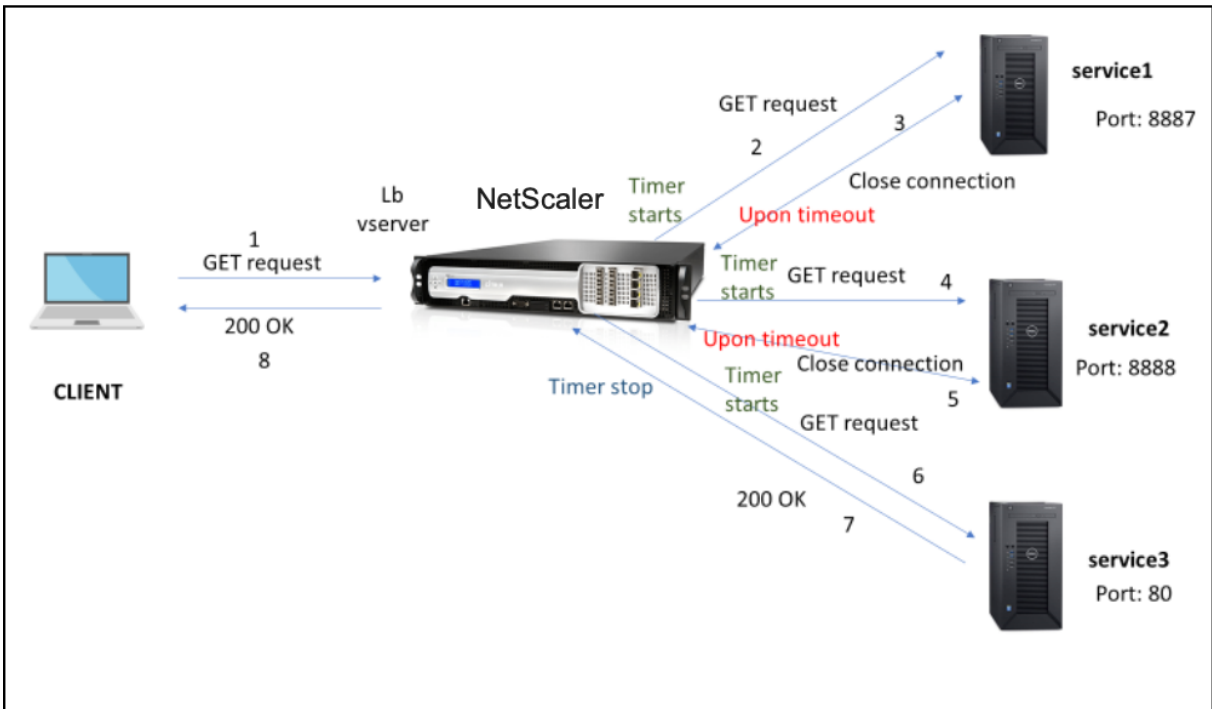 service1
Port: 8887
GET request
2
3
Close connection
Timer
starts
Upon timeout
Lb
vserver
NetScaler
1
GET request
200 OK
8
CLIENT
Timer
starts
GET request
4
service2
Port: 8888
Upon timeout
Close connection
5
Timer stop
Timer
starts
GET request
6
200 OK
7
service3
Port: 80